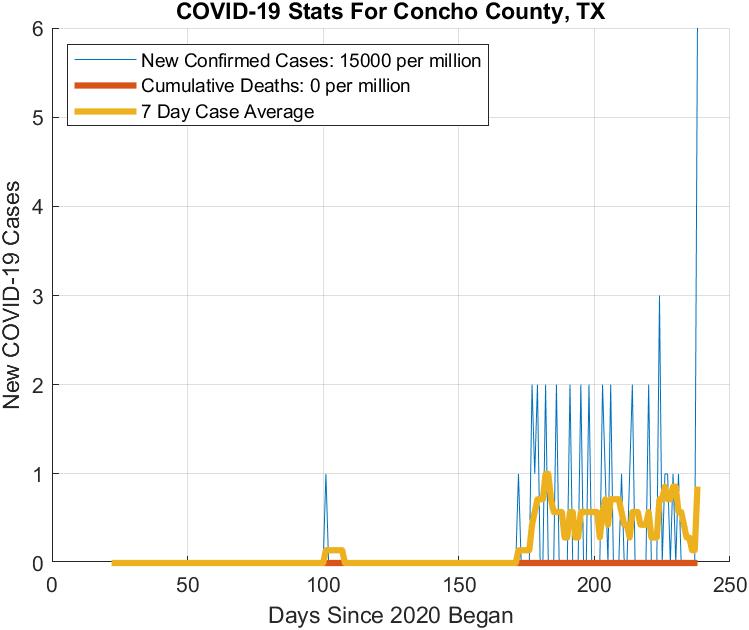 COVID-19 Stats For Concho County, TX
New Confirmed Cases: 15000 per million
Cumulative Deaths: 0 per million
7 Day Case Average
New COVID-19 Cases
6
5
4
3
2
1
0
0 50 100 150 200 250
Days Since 2020 Began